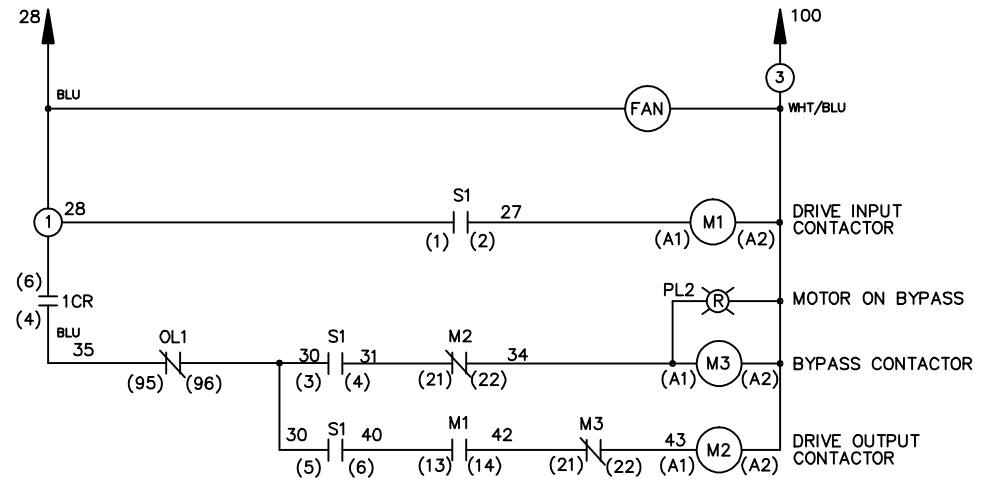 28
100
3
BLU
FAN
WHT/BLU
S1
1
28
27
M1
DRIVE INPUT
CONTACTOR
(1) (2)
(A1) (A2)
(6)
1CR
(4)
PL2
R
MOTOR ON BYPASS
BLU
35
OL1
(95) (96)
30
S1
31
(3) (4)
M2
(21) (22)
34
M3
(A1) (A2)
BYPASS CONTACTOR
30
S1
40
(5) (6)
M1
(13) (14)
42
M3
(21) (22)
43
M2
(A1) (A2)
DRIVE OUTPUT
CONTACTOR